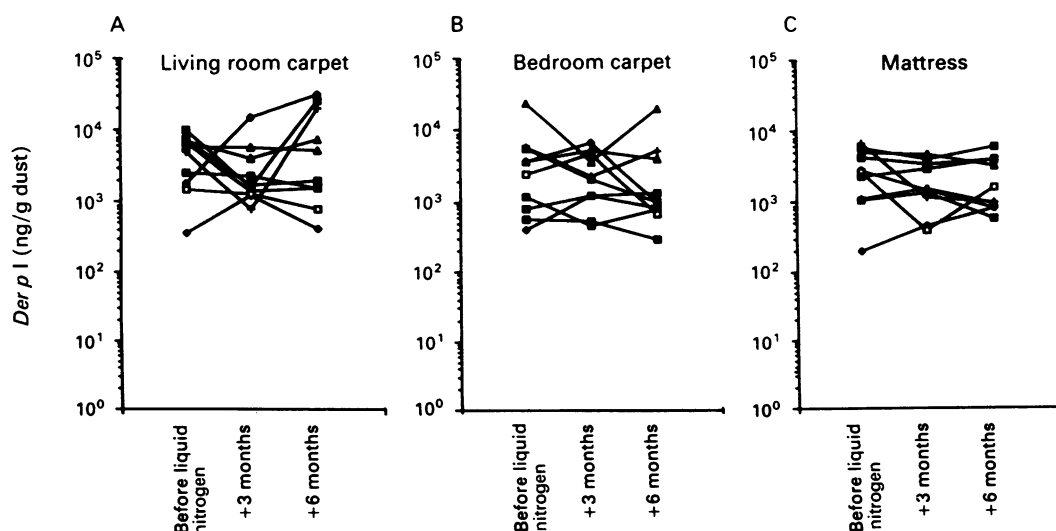 A
B
C
Living room carpet
Bedroom carpet
Mattress
Der p I (ng/g dust)
10⁵
10⁴
10³
10²
10¹
10⁰
10⁵
10⁴
10³
10²
10¹
10⁰
10⁵
10⁴
10³
10²
10¹
10⁰
Before liquid
nitrogen
+3 months
+6 months
Before liquid
nitrogen
+3 months
+6 months
Before liquid
nitrogen
+3 months
+6 months